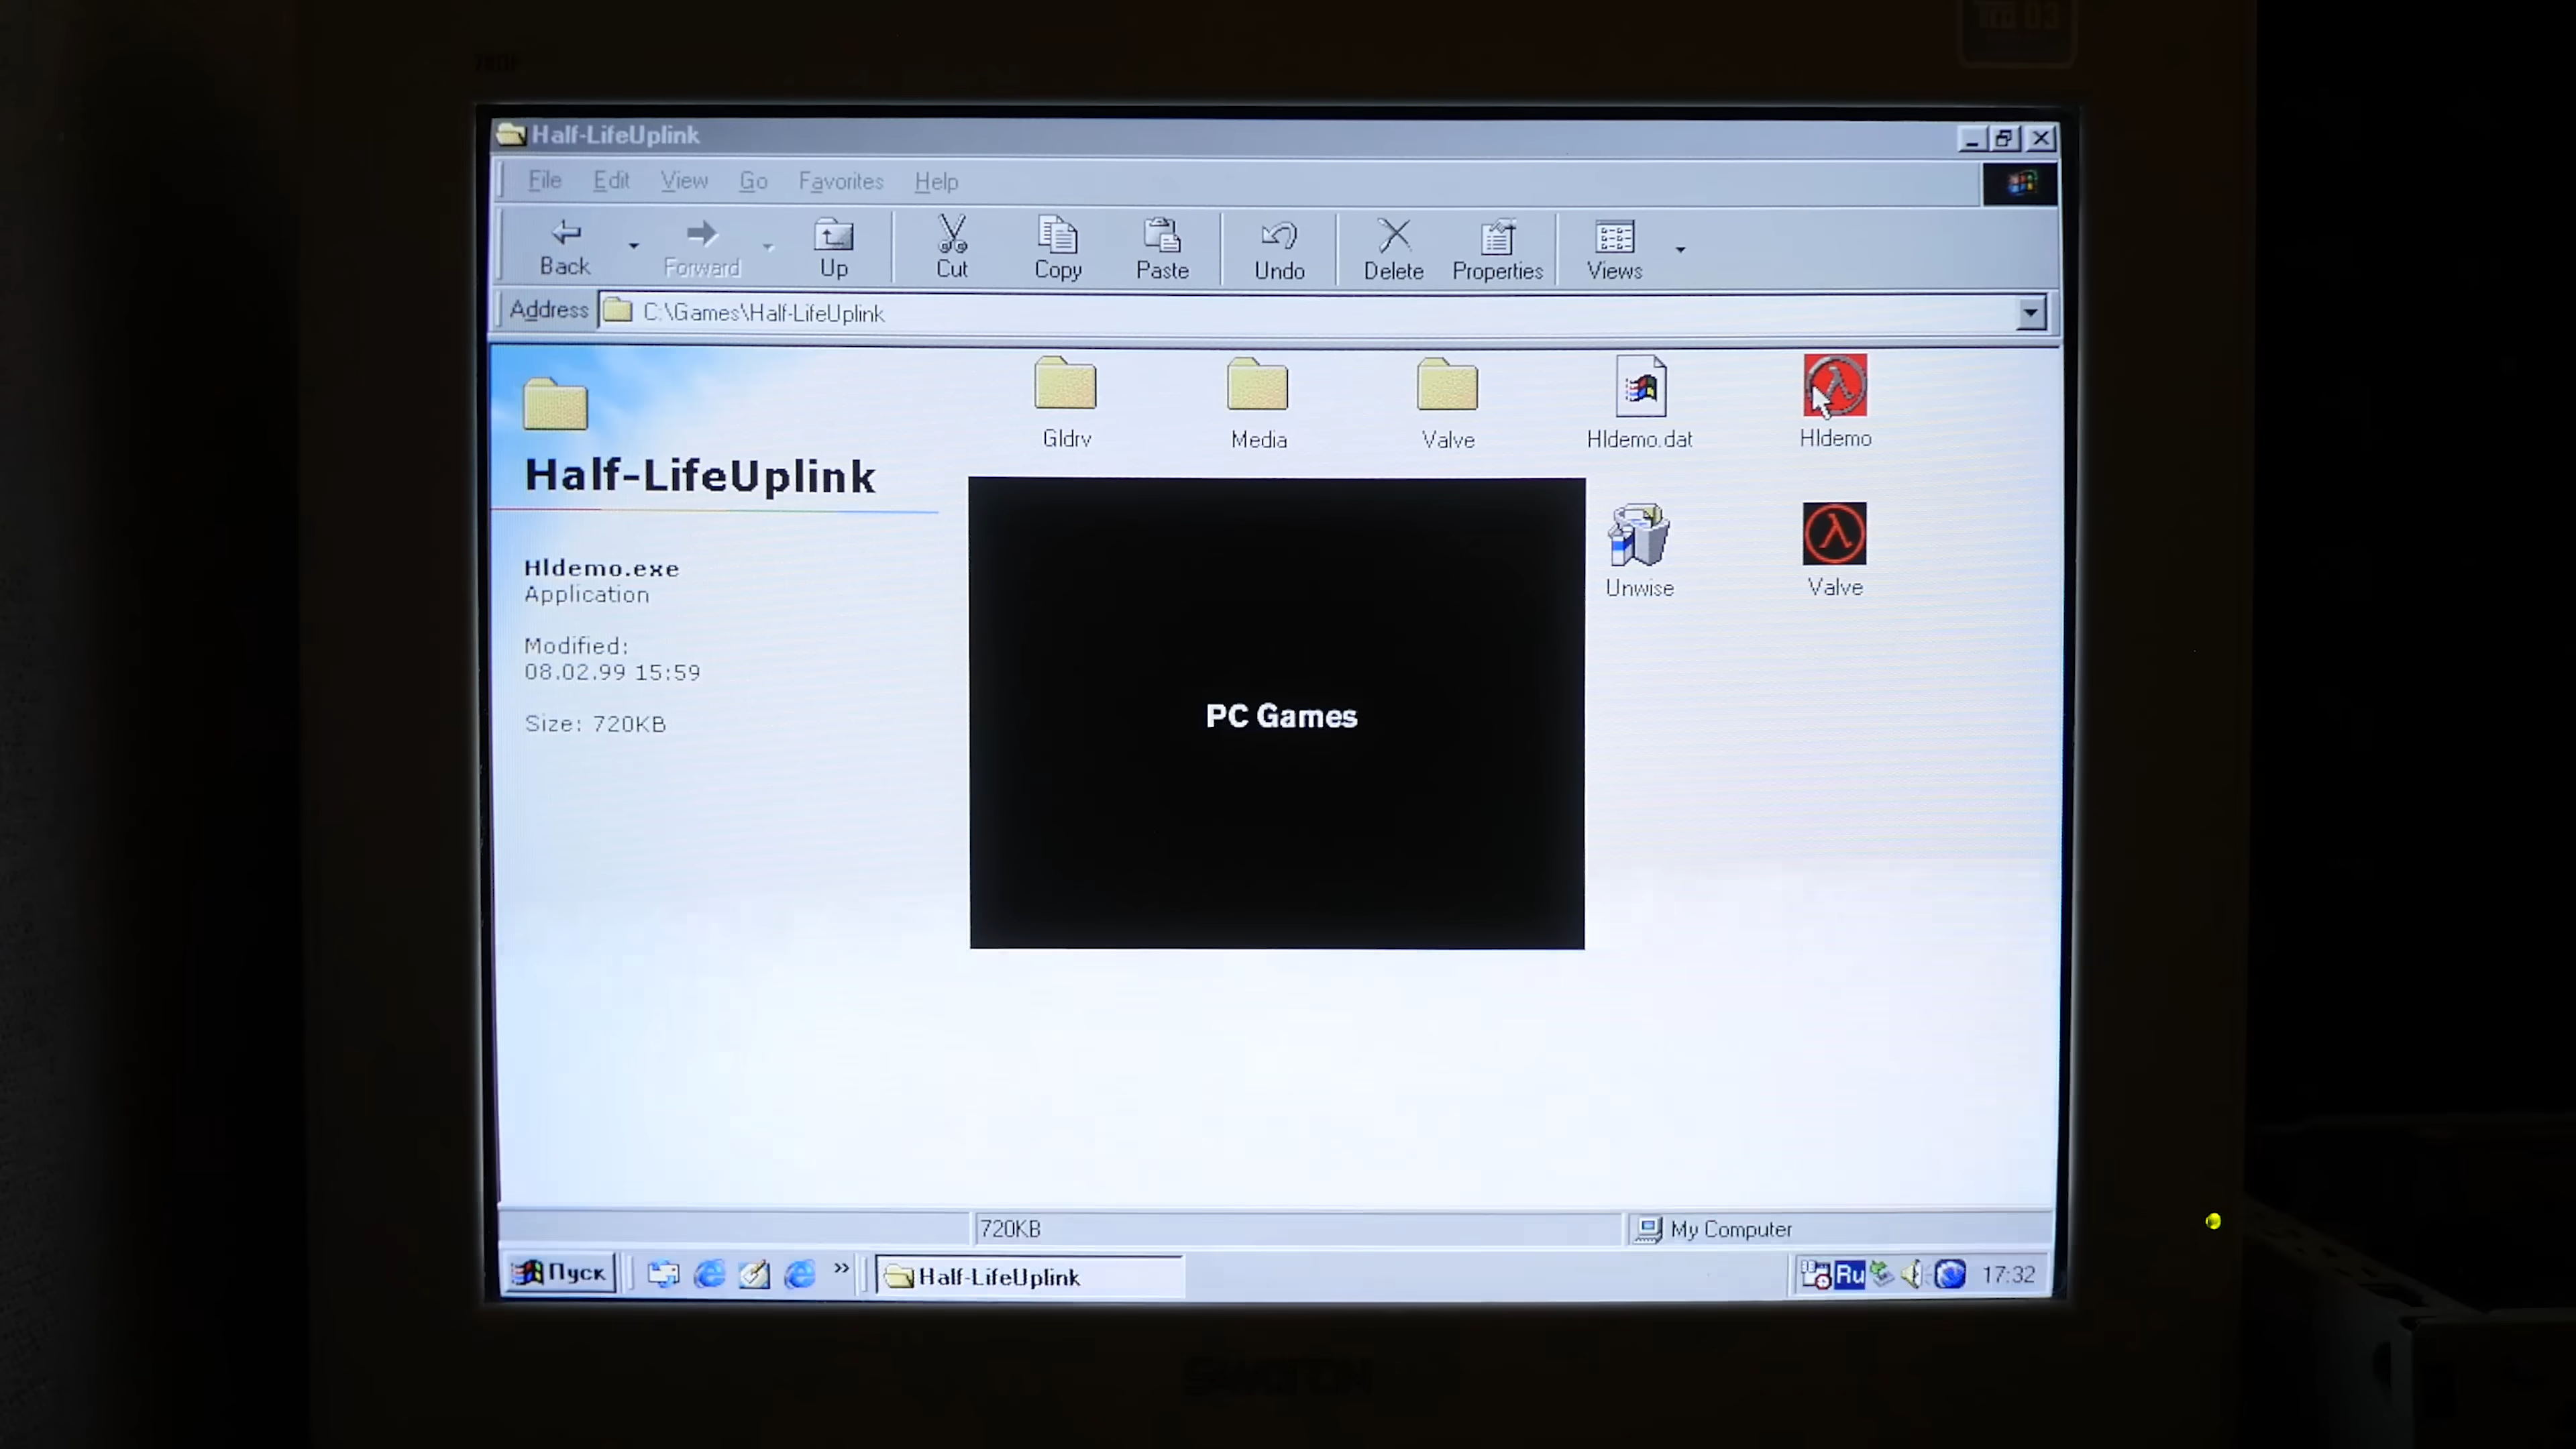 Half-LifeUplink
File Edit View Go Favorites Help
Back Forward Up Cut Copy Paste Undo Delete Properties Views
Address C:\Games\Half-LifeUplink
Gldrv Media Valve Hldemo.dat Hldemo
Half-LifeUplink
Unwise Valve
Hldemo.exe
Application
Modified:
08.02.99 15:59
Size: 720KB
PC Games
720KB My Computer
Пуск » Half-LifeUplink Ru 17:32